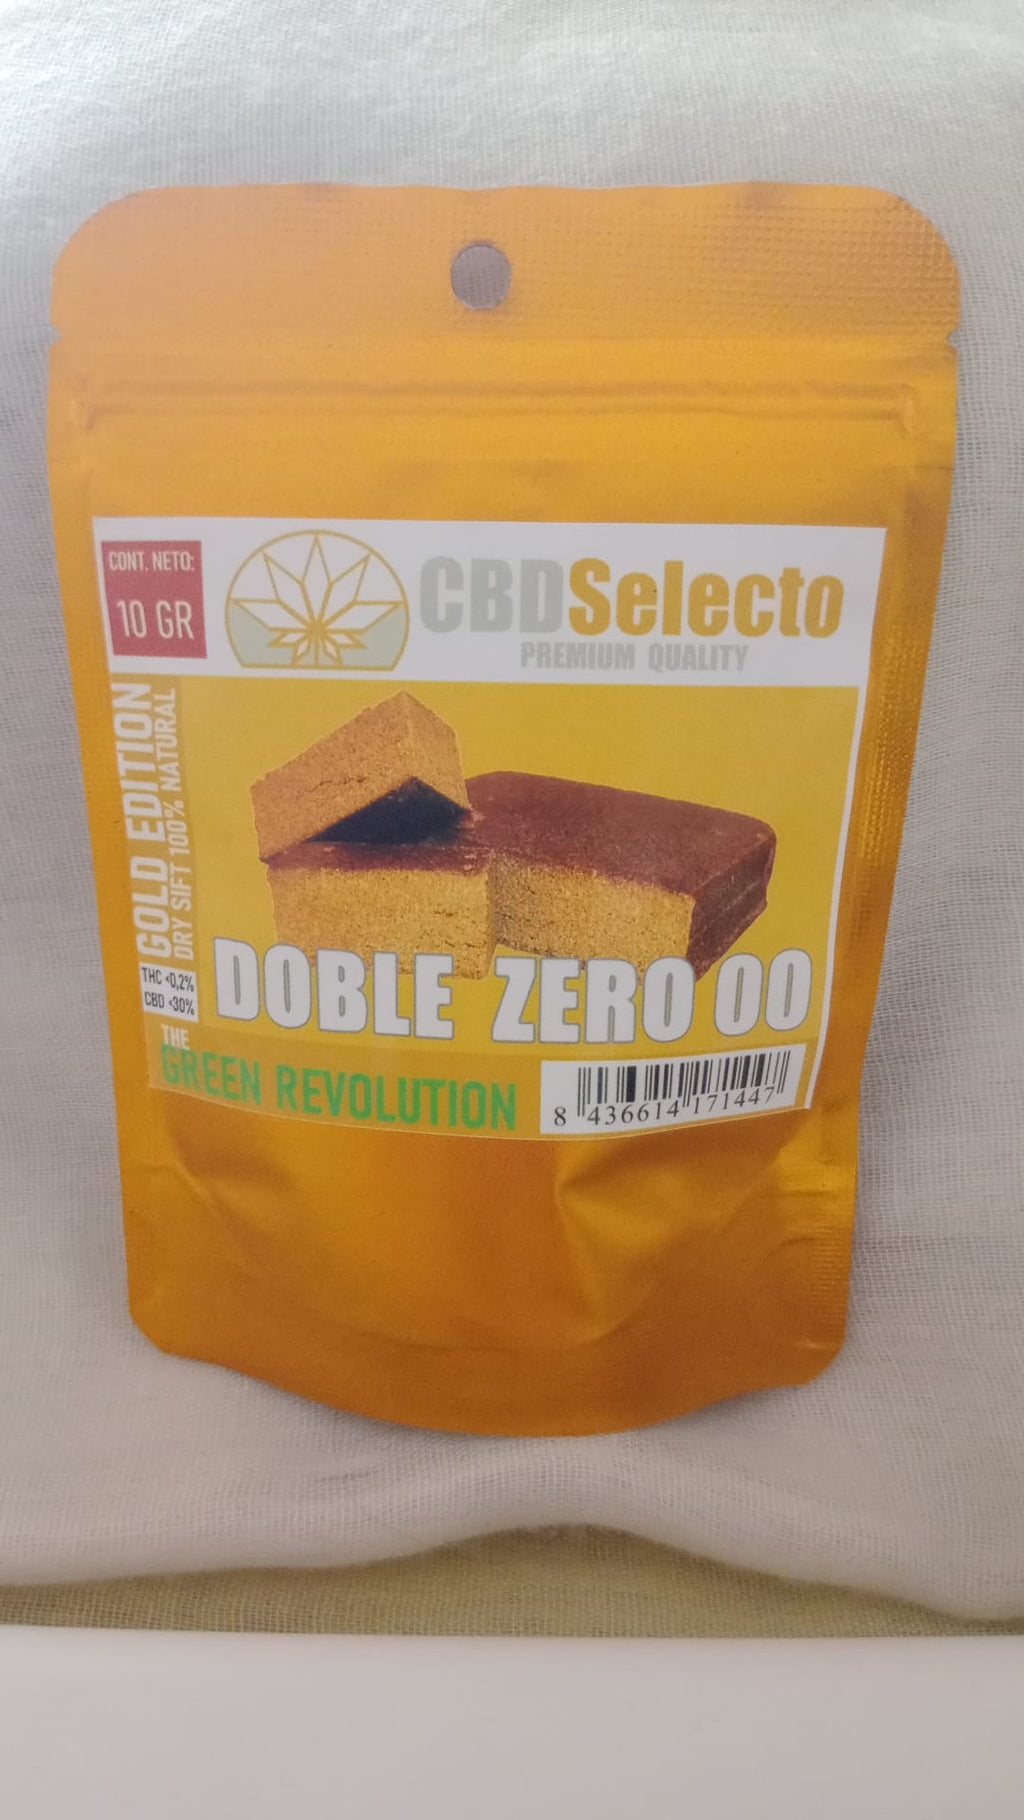 CONT. NETO:
10 GR
CBDSelecto
PREMIUM QUALITY
GOLD EDITION
DRY SIFT 100% NATURAL
THC <0,2%
CBD <30%
DOBLE ZERO 00
THE
GREEN REVOLUTION
8 436614 171447